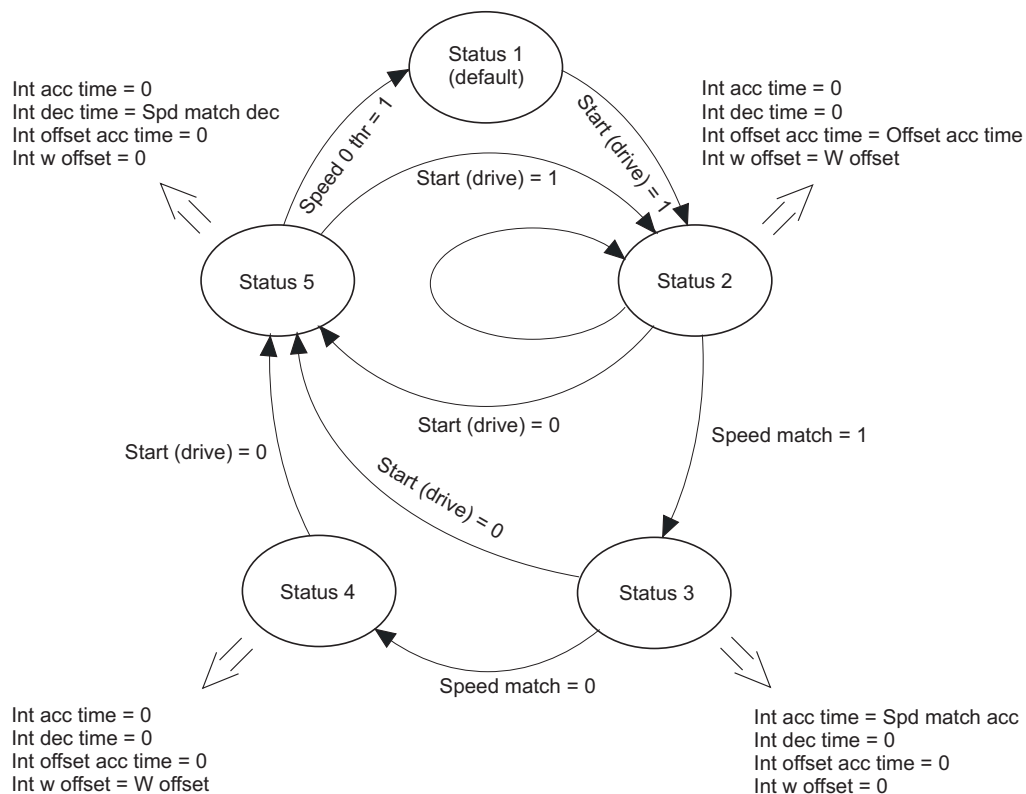 Status 1
(default)
Int acc time = 0
Int dec time = Spd match dec
Int offset acc time = 0
Int w offset = 0
Speed 0 thr = 1
Start (drive) = 1
Start (drive) = 1
Int acc time = 0
Int dec time = 0
Int offset acc time = Offset acc time
Int w offset = W offset
Status 5
Status 2
Start (drive) = 0
Speed match = 1
Start (drive) = 0
Start (drive) = 0
Status 4
Status 3
Speed match = 0
Int acc time = 0
Int dec time = 0
Int offset acc time = 0
Int w offset = W offset
Int acc time = Spd match acc
Int dec time = 0
Int offset acc time = 0
Int w offset = 0